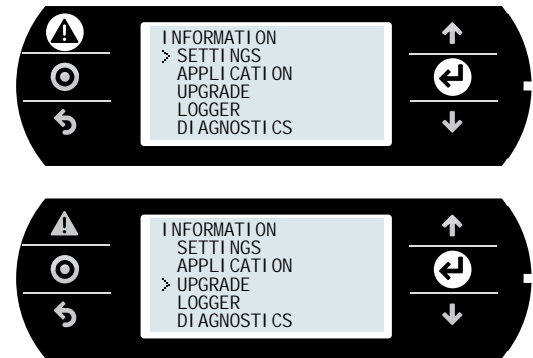 INFORMATION
> SETTINGS
APPLICATION
UPGRADE
LOGGER
DIAGNOSTICS
INFORMATION
SETTINGS
APPLICATION
> UPGRADE
LOGGER
DIAGNOSTICS